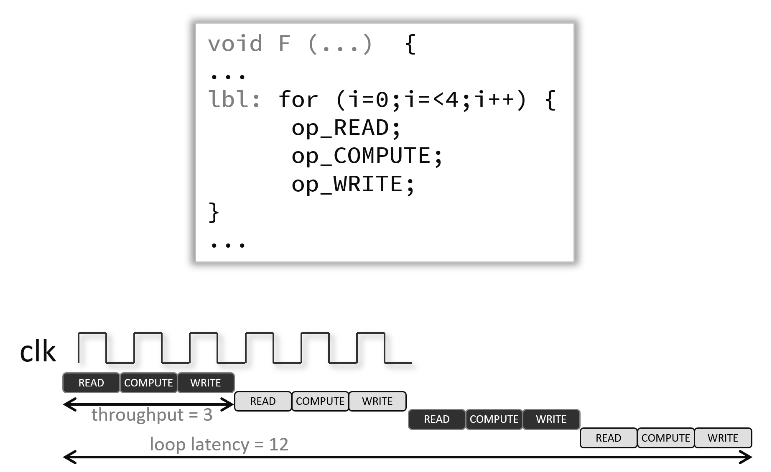 void F (...) {
...
lbl: for (i=0;i=<4;i++) {
op_READ;
op_COMPUTE;
op_WRITE;
}
...
clk
READ COMPUTE WRITE
READ COMPUTE WRITE
throughput = 3
READ COMPUTE WRITE
READ COMPUTE WRITE
loop latency = 12